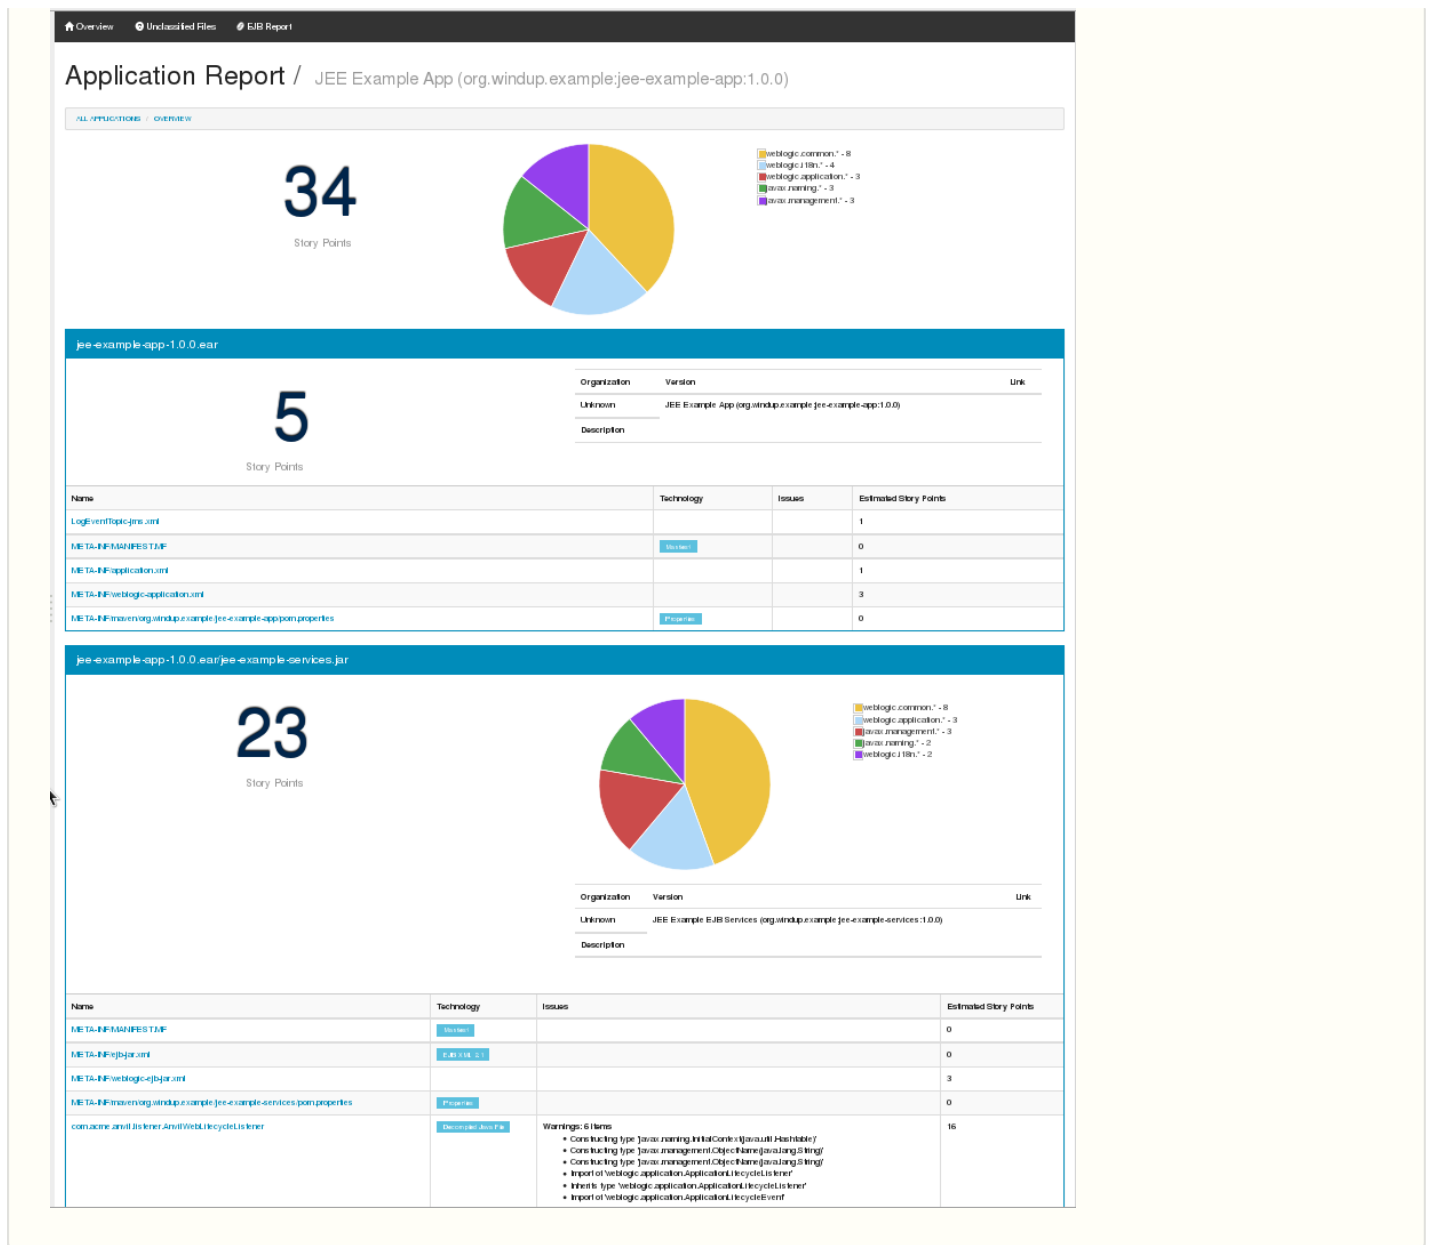 Overview Unclassified Files EJB Report
Application Report / JEE Example App (org.windup.example:jee-example-app:1.0.0)
ALL APPLICATIONS / OVERVIEW
34
Story Points
weblogic.common.* - 8
weblogic.i18n.* - 4
weblogic.application.* - 3
javax.naming.* - 3
javax.management.* - 3
jee-example-app-1.0.0.ear
5
Story Points
Organization Version Link
Unknown JEE Example App (org.windup.example:jee-example-app:1.0.0)
Description
Name Technology Issues Estimated Story Points
LogEventTopic-jms.xml 1
META-INF/MANIFEST.MF Manifest 0
META-INF/application.xml 1
META-INF/weblogic-application.xml 3
META-INF/maven/org.windup.example/jee-example-app/pom.properties Properties 0
jee-example-app-1.0.0.ear/jee-example-services.jar
23
Story Points
weblogic.common.* - 8
weblogic.application.* - 3
javax.management.* - 3
javax.naming.* - 2
weblogic.i18n.* - 2
Organization Version Link
Unknown JEE Example EJB Services (org.windup.example:jee-example-services:1.0.0)
Description
Name Technology Issues Estimated Story Points
META-INF/MANIFEST.MF Manifest 0
META-INF/ejb-jar.xml EJB XML 2.1 0
META-INF/weblogic-ejb-jar.xml 3
META-INF/maven/org.windup.example/jee-example-services/pom.properties Properties 0
com.acme.anvil.listener.AnvilWebLifecycleListener Decompiled Java File Warnings: 6 items 16
• Constructing type 'javax.naming.InitialContext(java.util.Hashtable)'
• Constructing type 'javax.management.ObjectName(java.lang.String)'
• Constructing type 'javax.management.ObjectName(java.lang.String)'
• Import of 'weblogic.application.ApplicationLifecycleListener'
• Inherits type 'weblogic.application.ApplicationLifecycleListener'
• Import of 'weblogic.application.ApplicationLifecycleEvent'